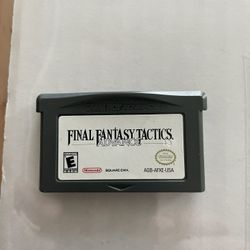 FINAL FANTASY TACTICS
ADVANCE
E
Nintendo
SQUARE ENIX
AGB-AFXE-USA